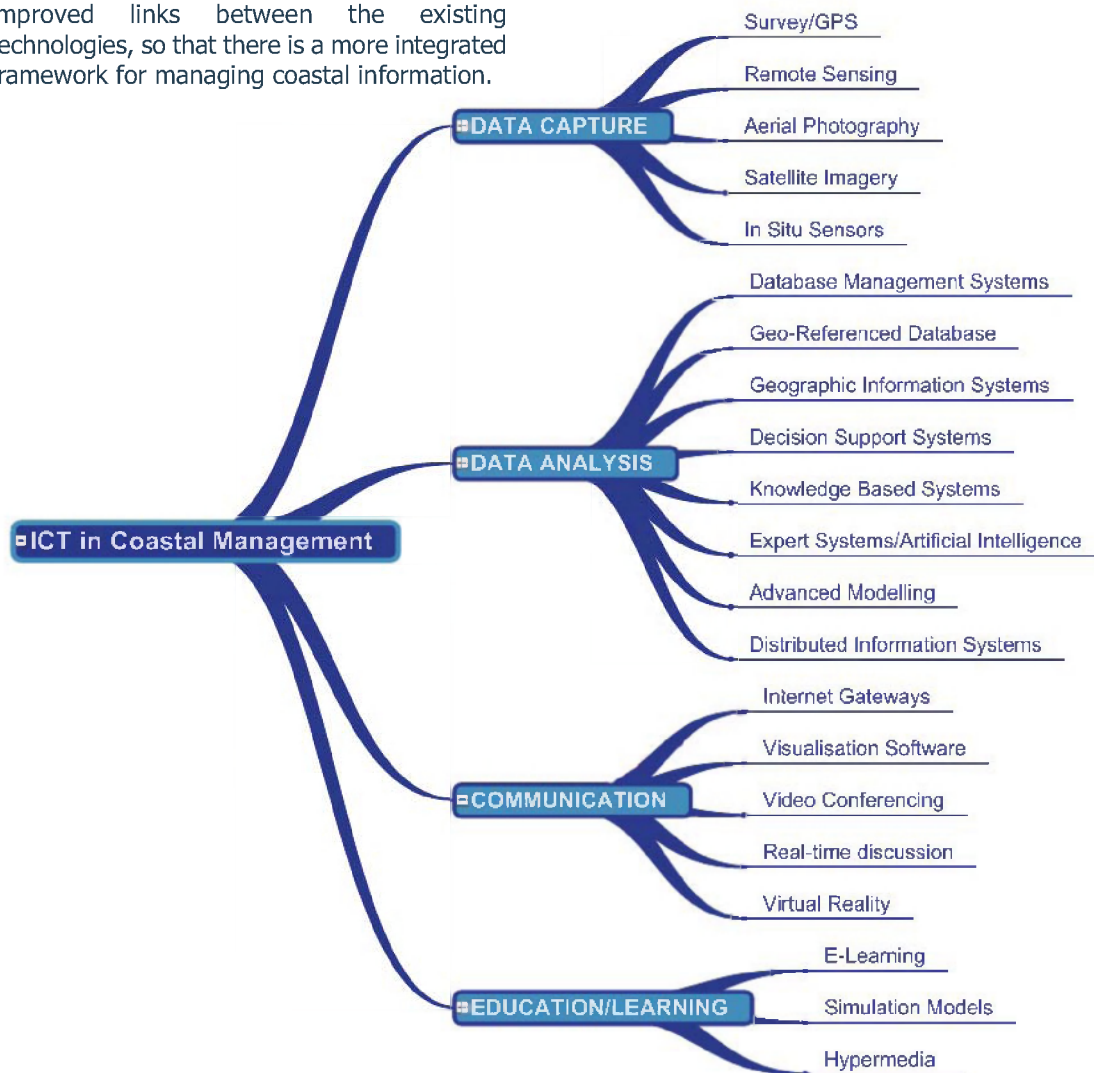 mproved links between the existing
echnologies, so that there is a more integrated
ramework for managing coastal information.
ICT in Coastal Management
DATA CAPTURE
Survey/GPS
Remote Sensing
Aerial Photography
Satellite Imagery
In Situ Sensors
DATA ANALYSIS
Database Management Systems
Geo-Referenced Database
Geographic Information Systems
Decision Support Systems
Knowledge Based Systems
Expert Systems/Artificial Intelligence
Advanced Modelling
Distributed Information Systems
COMMUNICATION
Internet Gateways
Visualisation Software
Video Conferencing
Real-time discussion
Virtual Reality
EDUCATION/LEARNING
E-Learning
Simulation Models
Hypermedia